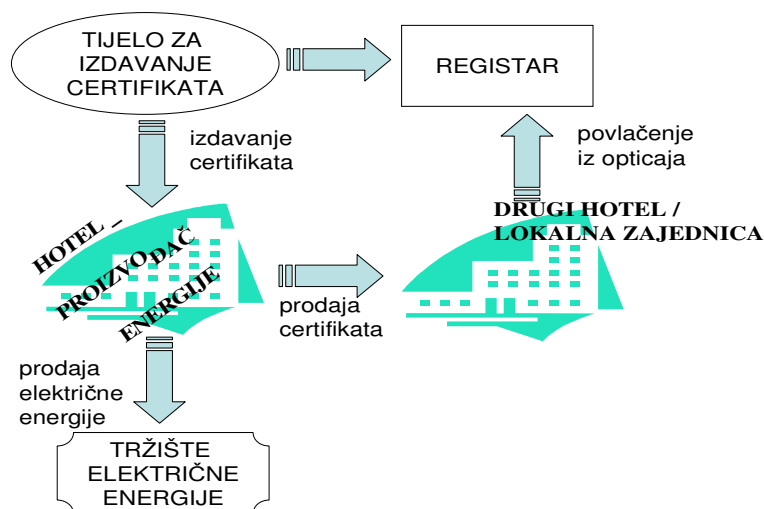 TIJELO ZA
IZDAVANJE
CERTIFIKATA
REGISTAR
izdavanje
certifikata
povlačenje
iz opticaja
HOTEL _
PROIZVOĐAČ
ENERGIJE
DRUGI HOTEL /
LOKALNA ZAJEDNICA
prodaja
certifikata
prodaja
električne
energije
TRŽIŠTE
ELEKTRIČNE
ENERGIJE